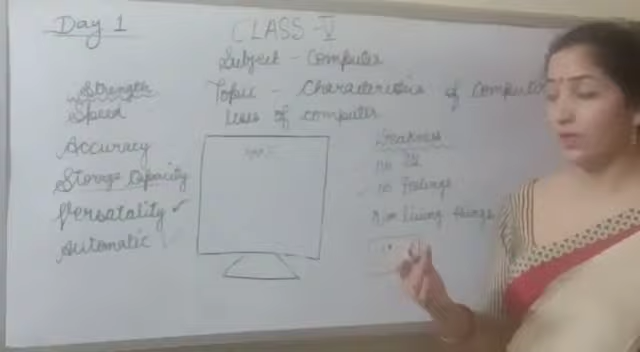 Day 1
CLASS-V
Subject - Computer
Topic - Characteristics of Computer
Uses of computer
Strength
Speed
Accuracy
Storage Capacity
Versatality ✓
Automatic
Weakness
no IQ
no Feelings
Non living things